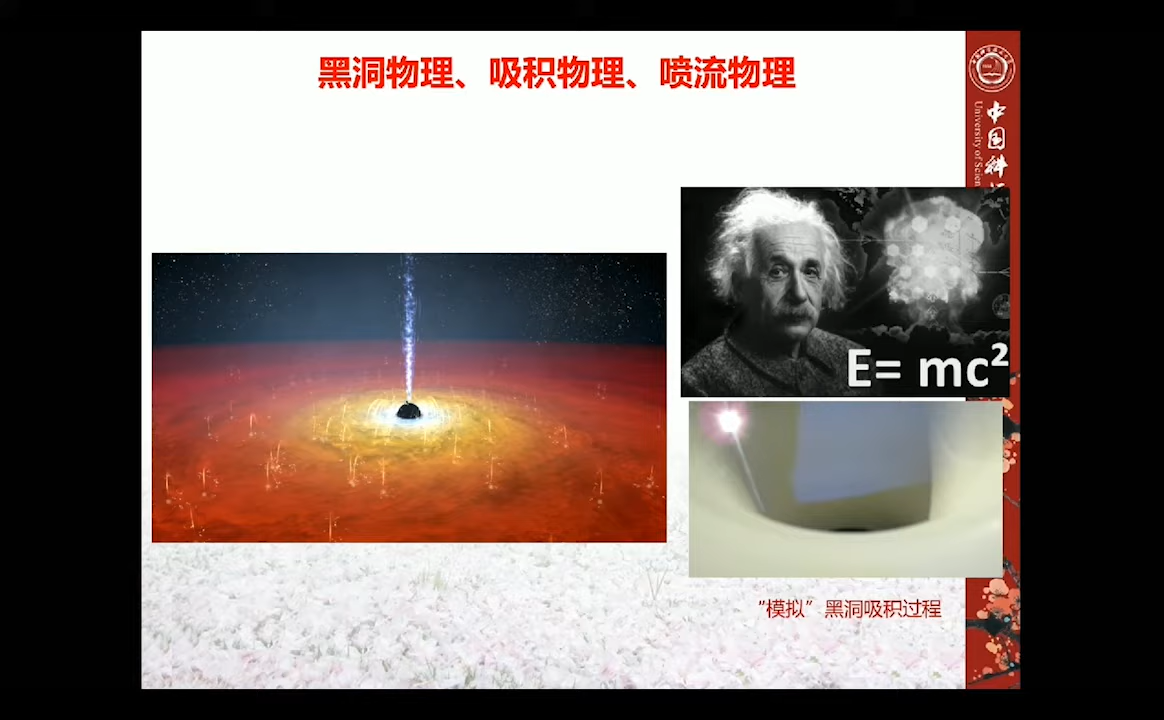 黑洞物理、吸积物理、喷流物理
中国科
University of Scien
E= mc²
“模拟”黑洞吸积过程